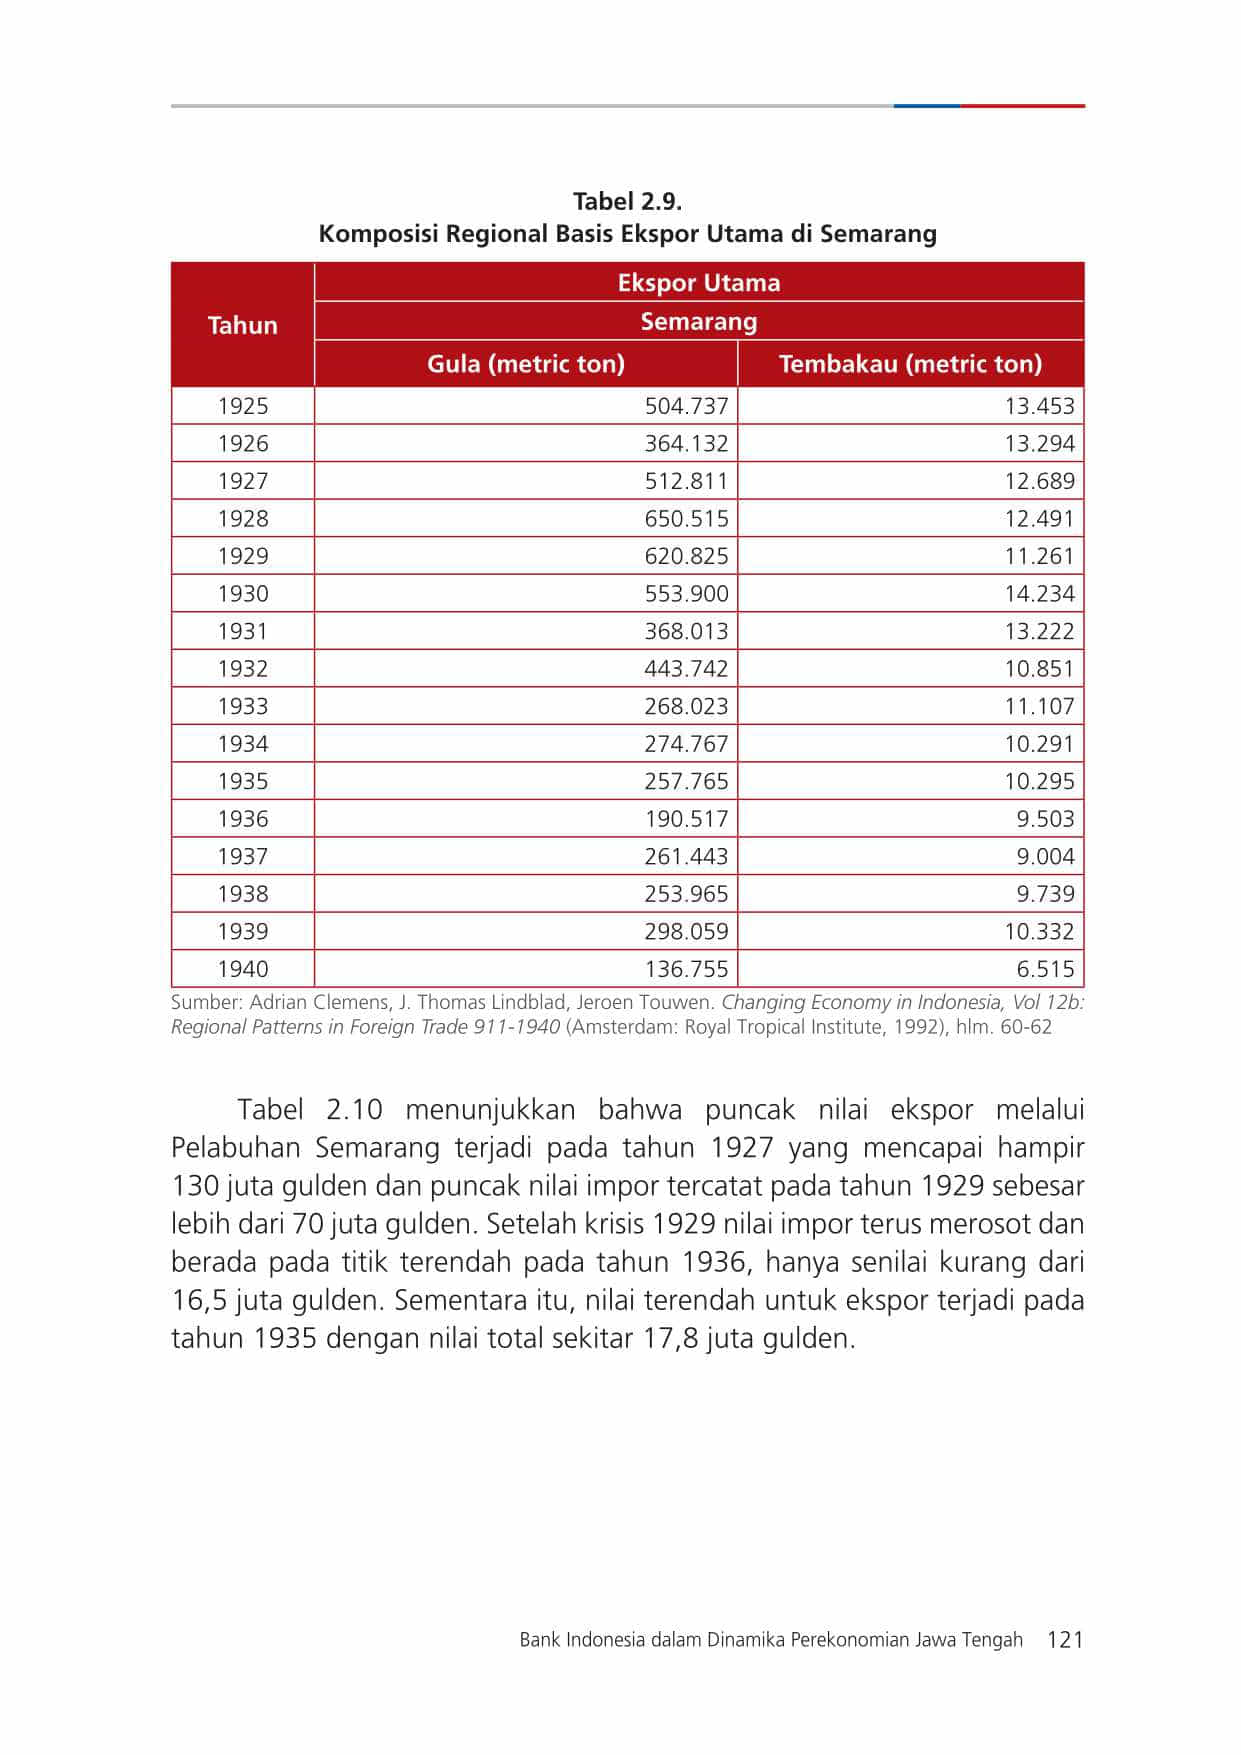 Tabel 2.9.
Komposisi Regional Basis Ekspor Utama di Semarang
Tahun
Ekspor Utama
Semarang
Gula (metric ton) Tembakau (metric ton)
1925 504.737 13.453
1926 364.132 13.294
1927 512.811 12.689
1928 650.515 12.491
1929 620.825 11.261
1930 553.900 14.234
1931 368.013 13.222
1932 443.742 10.851
1933 268.023 11.107
1934 274.767 10.291
1935 257.765 10.295
1936 190.517 9.503
1937 261.443 9.004
1938 253.965 9.739
1939 298.059 10.332
1940 136.755 6.515
Sumber: Adrian Clemens, J. Thomas Lindblad, Jeroen Touwen. Changing Economy in Indonesia, Vol 12b:
Regional Patterns in Foreign Trade 911-1940 (Amsterdam: Royal Tropical Institute, 1992), hlm. 60-62
Tabel 2.10 menunjukkan bahwa puncak nilai ekspor melalui
Pelabuhan Semarang terjadi pada tahun 1927 yang mencapai hampir
130 juta gulden dan puncak nilai impor tercatat pada tahun 1929 sebesar
lebih dari 70 juta gulden. Setelah krisis 1929 nilai impor terus merosot dan
berada pada titik terendah pada tahun 1936, hanya senilai kurang dari
16,5 juta gulden. Sementara itu, nilai terendah untuk ekspor terjadi pada
tahun 1935 dengan nilai total sekitar 17,8 juta gulden.
Bank Indonesia dalam Dinamika Perekonomian Jawa Tengah 121